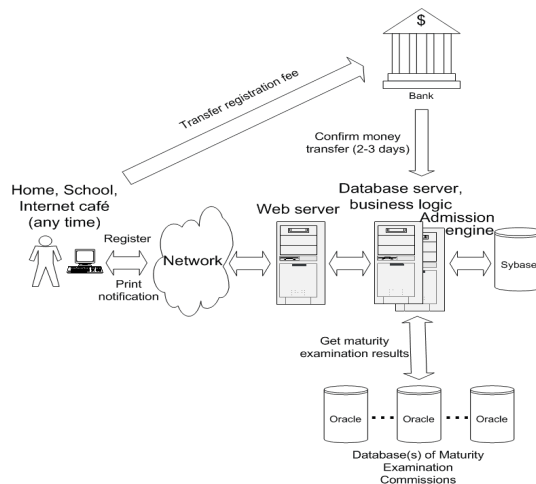 $
Bank
Transfer registration fee
Confirm money
transfer (2-3 days)
Home, School,
Internet café
(any time)
Register
Print
notification
Network
Web server
Database server,
business logic
Admission
engine
Sybase
Get maturity
examination results
Oracle
Oracle
Oracle
Database(s) of Maturity
Examination
Commissions